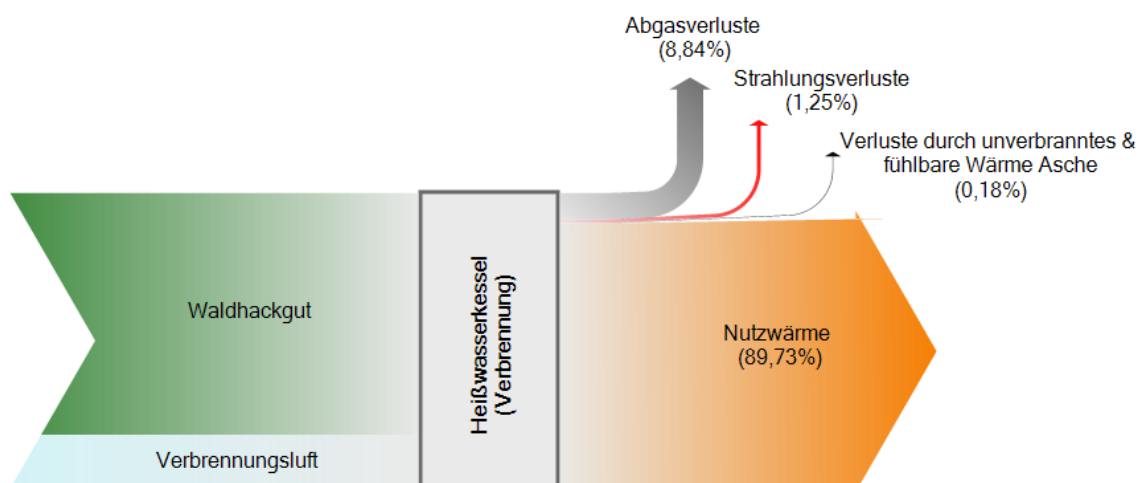 Abgasverluste
(8,84%)
Strahlungsverluste
(1,25%)
Verluste durch unverbranntes &
fühlbare Wärme Asche
(0,18%)
Waldhackgut
Verbrennungsluft
Heißwasserkessel
(Verbrennung)
Nutzwärme
(89,73%)